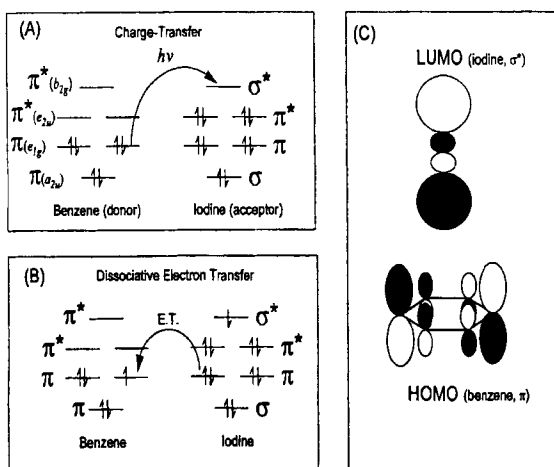 (A)
Charge-Transfer
hν
π*(b2g)
σ*
π*(e2u)
π*
π(e1g)
π
π(a2u)
σ
Benzene (donor)
Iodine (acceptor)
(B)
Dissociative Electron Transfer
π*
E.T.
σ*
π*
π*
π
π
π
σ
Benzene
Iodine
(C)
LUMO (iodine, σ*)
HOMO (benzene, π)